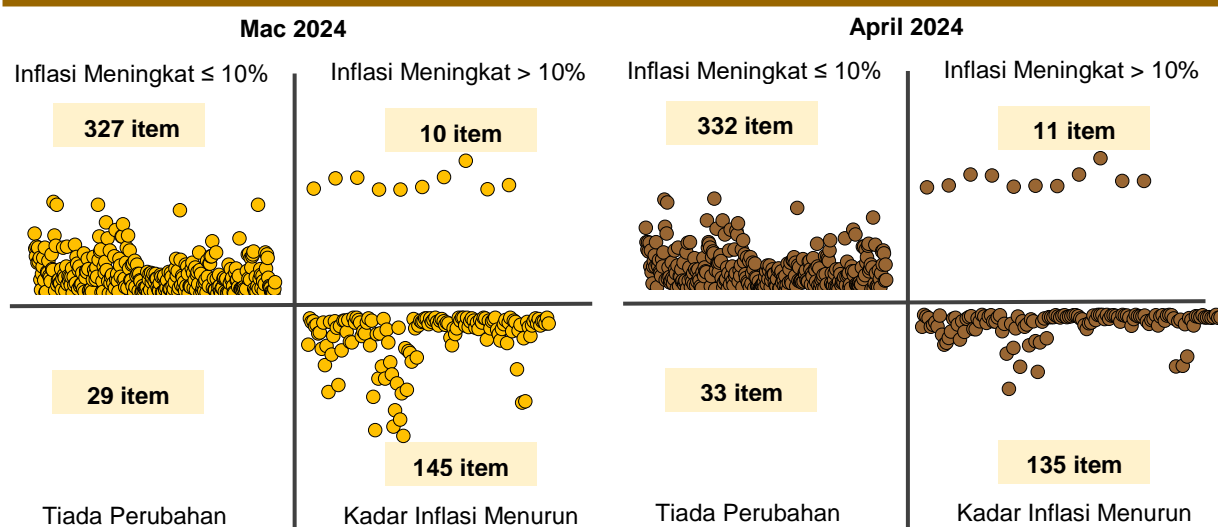 Mac 2024
Inflasi Meningkat ≤ 10%
Inflasi Meningkat > 10%
327 item
10 item
29 item
145 item
Tiada Perubahan
Kadar Inflasi Menurun
April 2024
Inflasi Meningkat ≤ 10%
Inflasi Meningkat > 10%
332 item
11 item
33 item
135 item
Tiada Perubahan
Kadar Inflasi Menurun